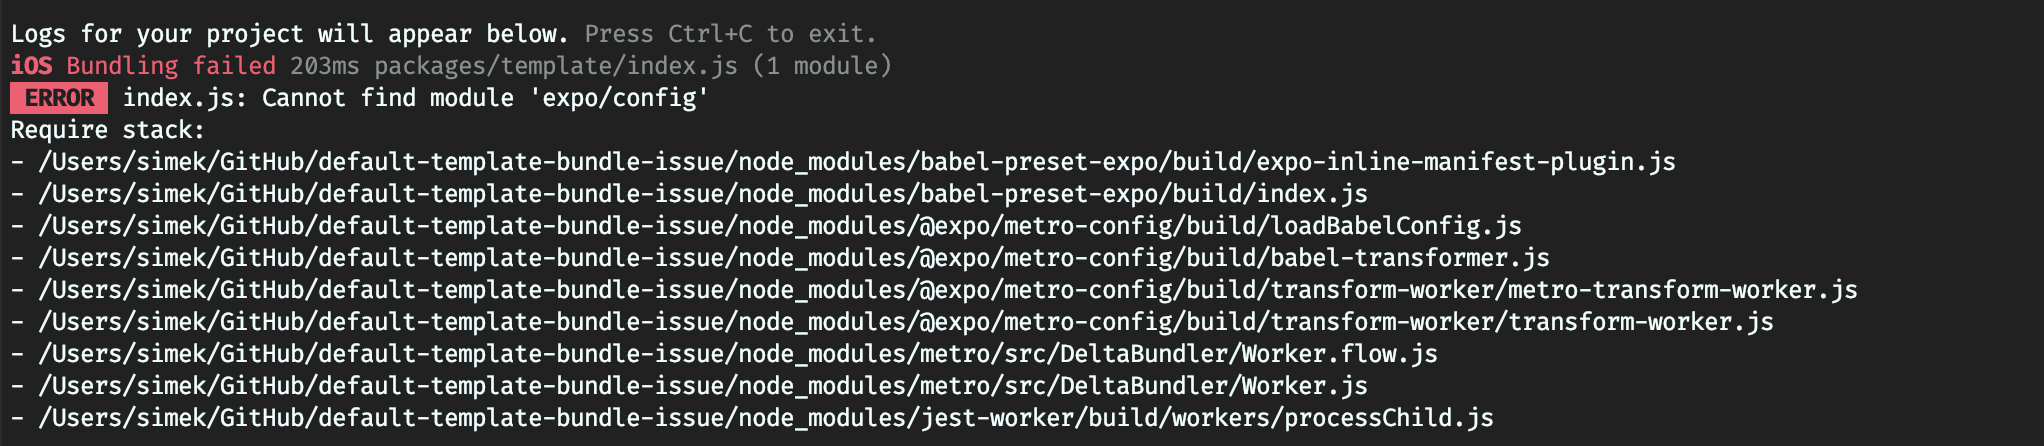 Logs for your project will appear below. Press Ctrl+C to exit.
iOS Bundling failed 203ms packages/template/index.js (1 module)
ERROR index.js: Cannot find module 'expo/config'
Require stack:
- /Users/simek/GitHub/default-template-bundle-issue/node_modules/babel-preset-expo/build/expo-inline-manifest-plugin.js
- /Users/simek/GitHub/default-template-bundle-issue/node_modules/babel-preset-expo/build/index.js
- /Users/simek/GitHub/default-template-bundle-issue/node_modules/@expo/metro-config/build/loadBabelConfig.js
- /Users/simek/GitHub/default-template-bundle-issue/node_modules/@expo/metro-config/build/babel-transformer.js
- /Users/simek/GitHub/default-template-bundle-issue/node_modules/@expo/metro-config/build/transform-worker/metro-transform-worker.js
- /Users/simek/GitHub/default-template-bundle-issue/node_modules/@expo/metro-config/build/transform-worker/transform-worker.js
- /Users/simek/GitHub/default-template-bundle-issue/node_modules/metro/src/DeltaBundler/Worker.flow.js
- /Users/simek/GitHub/default-template-bundle-issue/node_modules/metro/src/DeltaBundler/Worker.js
- /Users/simek/GitHub/default-template-bundle-issue/node_modules/jest-worker/build/workers/processChild.js